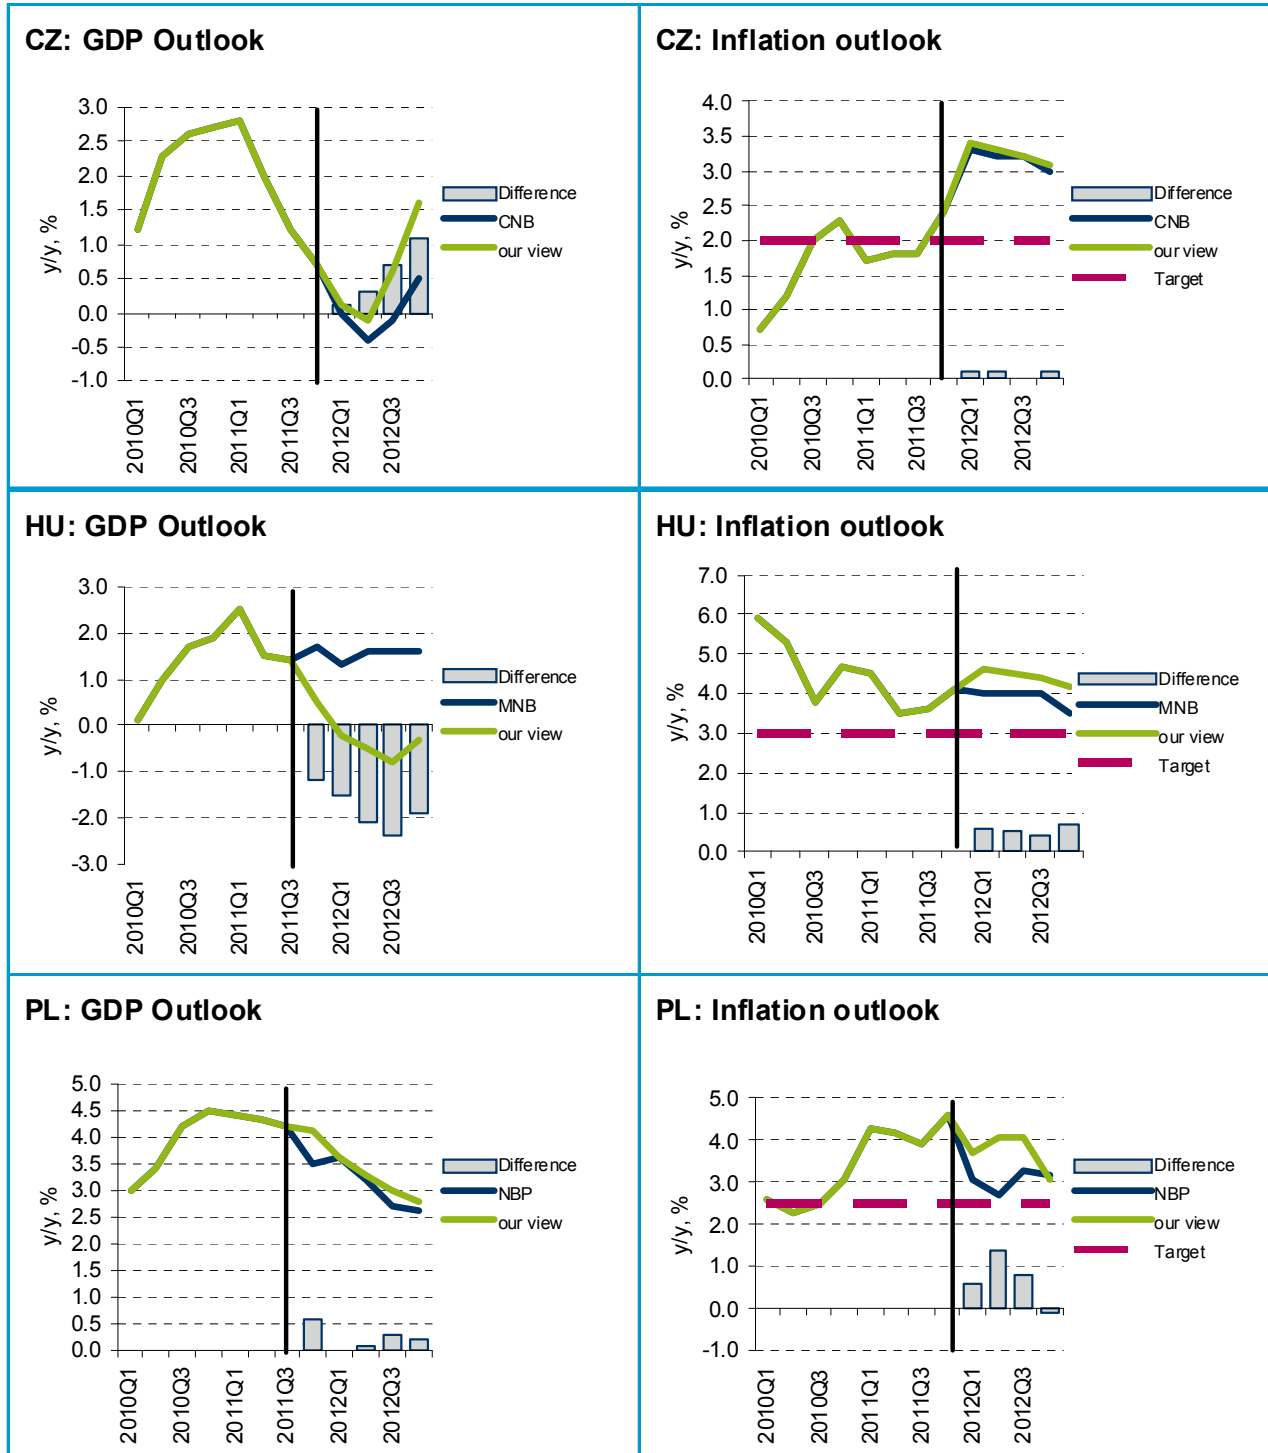 CZ: GDP Outlook
3.0
2.5
2.0
1.5
1.0
0.5
0.0
-0.5
-1.0
y/y, %
2010Q1
2010Q3
2011Q1
2011Q3
2012Q1
2012Q3
Difference
CNB
our view
CZ: Inflation outlook
4.0
3.5
3.0
2.5
2.0
1.5
1.0
0.5
0.0
y/y, %
2010Q1
2010Q3
2011Q1
2011Q3
2012Q1
2012Q3
Difference
CNB
our view
Target
HU: GDP Outlook
3.0
2.0
1.0
0.0
-1.0
-2.0
-3.0
y/y, %
2010Q1
2010Q3
2011Q1
2011Q3
2012Q1
2012Q3
Difference
MNB
our view
HU: Inflation outlook
7.0
6.0
5.0
4.0
3.0
2.0
1.0
0.0
y/y, %
2010Q1
2010Q3
2011Q1
2011Q3
2012Q1
2012Q3
Difference
MNB
our view
Target
PL: GDP Outlook
5.0
4.5
4.0
3.5
3.0
2.5
2.0
1.5
1.0
0.5
0.0
y/y, %
2010Q1
2010Q3
2011Q1
2011Q3
2012Q1
2012Q3
Difference
NBP
our view
PL: Inflation outlook
5.0
4.0
3.0
2.0
1.0
0.0
-1.0
y/y, %
2010Q1
2010Q3
2011Q1
2011Q3
2012Q1
2012Q3
Difference
NBP
our view
Target